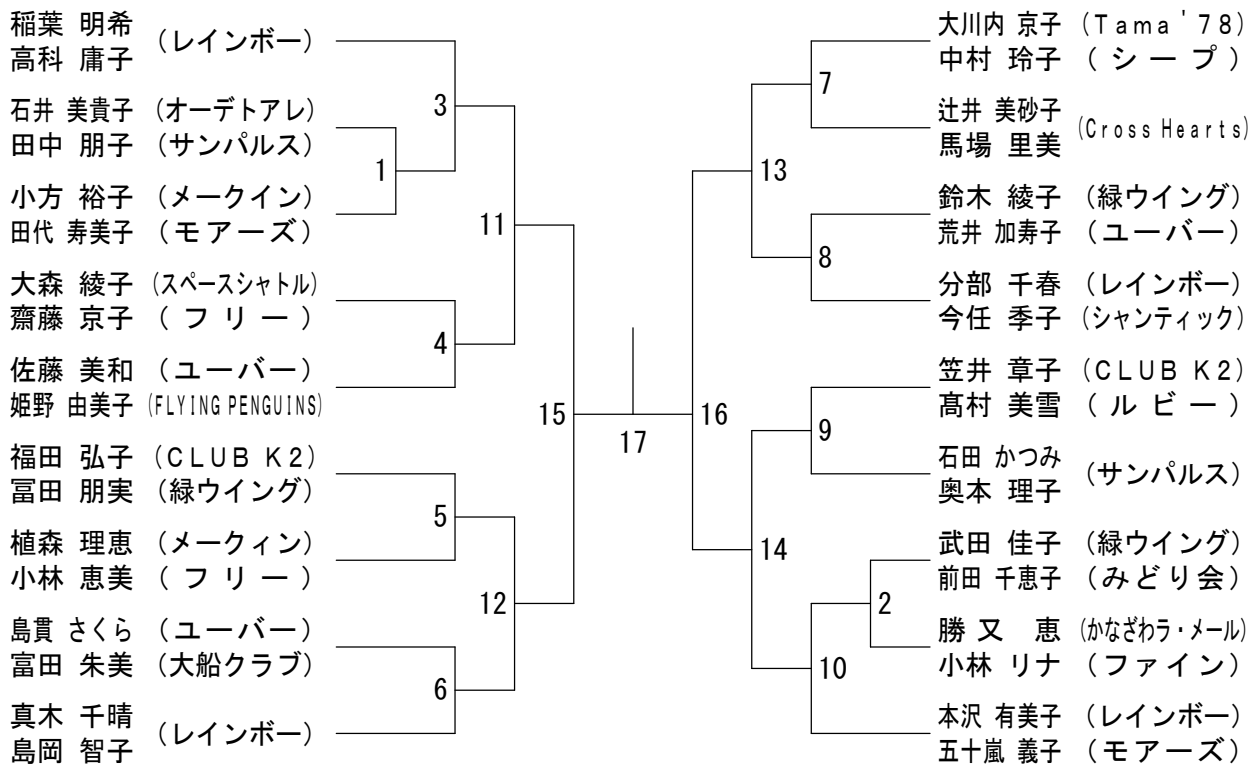 稲葉 明希
高科 庸子
(レインボー)
石井 美貴子 (オーデトアレ)
田中 朋子 (サンパルス)
小方 裕子 (メークイン)
田代 寿美子 (モアーズ)
大森 綾子 (スペースシャトル)
齋藤 京子 (フリー)
佐藤 美和 (ユーバー)
姫野 由美子 (FLYING PENGUINS)
福田 弘子 (CLUB K2)
冨田 朋実 (緑ウイング)
植森 理恵 (メークィン)
小林 恵美 (フリー)
島貫 さくら (ユーバー)
富田 朱美 (大船クラブ)
真木 千晴
島岡 智子
(レインボー)
3
1
11
4
15
5
12
6
17
16
13
7
8
9
14
2
10
大川内 京子 (Tama'78)
中村 玲子 (シープ)
辻井 美砂子
馬場 里美
(Cross Hearts)
鈴木 綾子 (緑ウイング)
荒井 加寿子 (ユーバー)
分部 千春 (レインボー)
今任 季子 (シャンティック)
笠井 章子 (CLUB K2)
髙村 美雪 (ルビー)
石田 かつみ
奥本 理子
(サンパルス)
武田 佳子 (緑ウイング)
前田 千恵子 (みどり会)
勝又 恵 (かなざわラ・メール)
小林 リナ (ファイン)
本沢 有美子 (レインボー)
五十嵐 義子 (モアーズ)